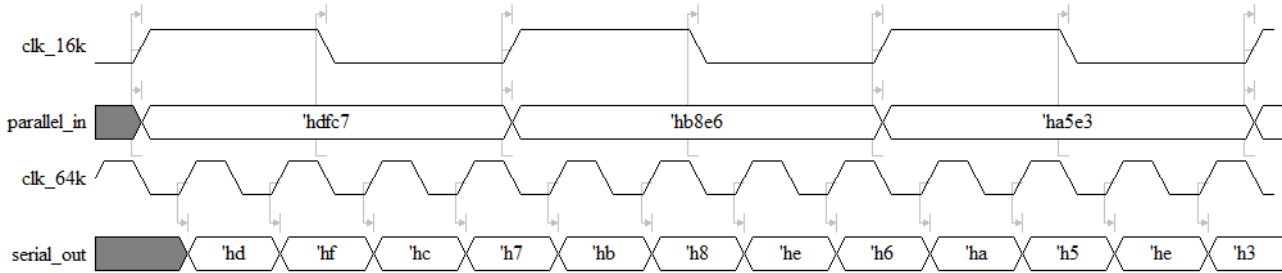 clk_16k
parallel_in 'hdfc7 'hb8e6 'ha5e3
clk_64k
serial_out 'hd 'hf 'hc 'h7 'hb 'h8 'he 'h6 'ha 'h5 'he 'h3